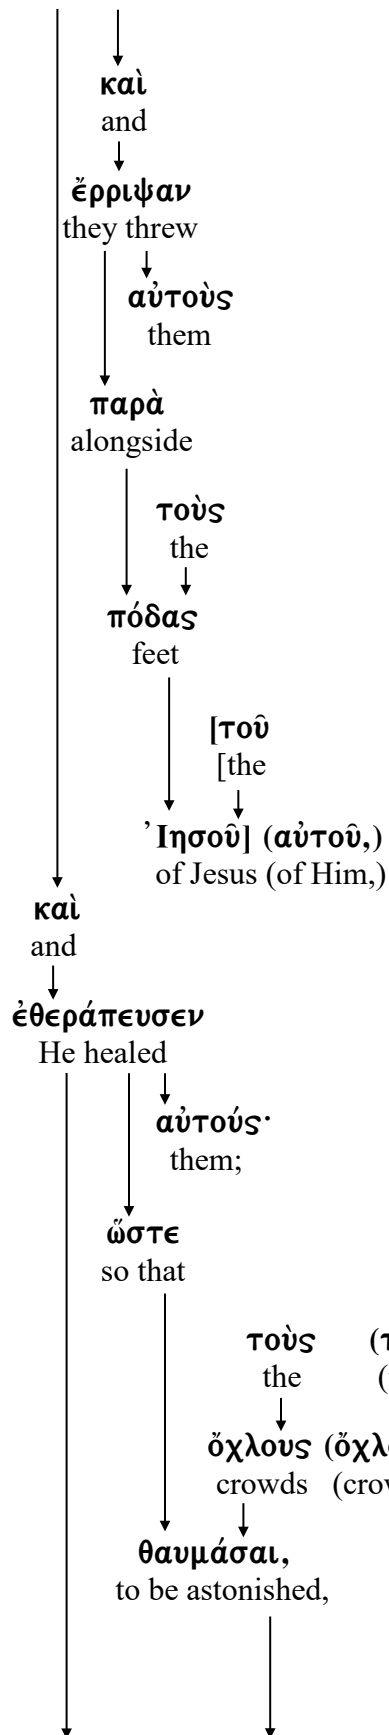 καὶ
and
ἔρριψαν
they threw
αὐτοὺς
them
παρὰ
alongside
τοὺς
the
πόδας
feet
[τοῦ
[the
Ἰησοῦ] (αὐτοῦ,)
of Jesus (of Him,)
καὶ
and
ἐθεράπευσεν
He healed
αὐτούς·
them;
ὥστε
so that
τοὺς
the
ὄχλους
crowds
θαυμάσαι,
to be astonished,